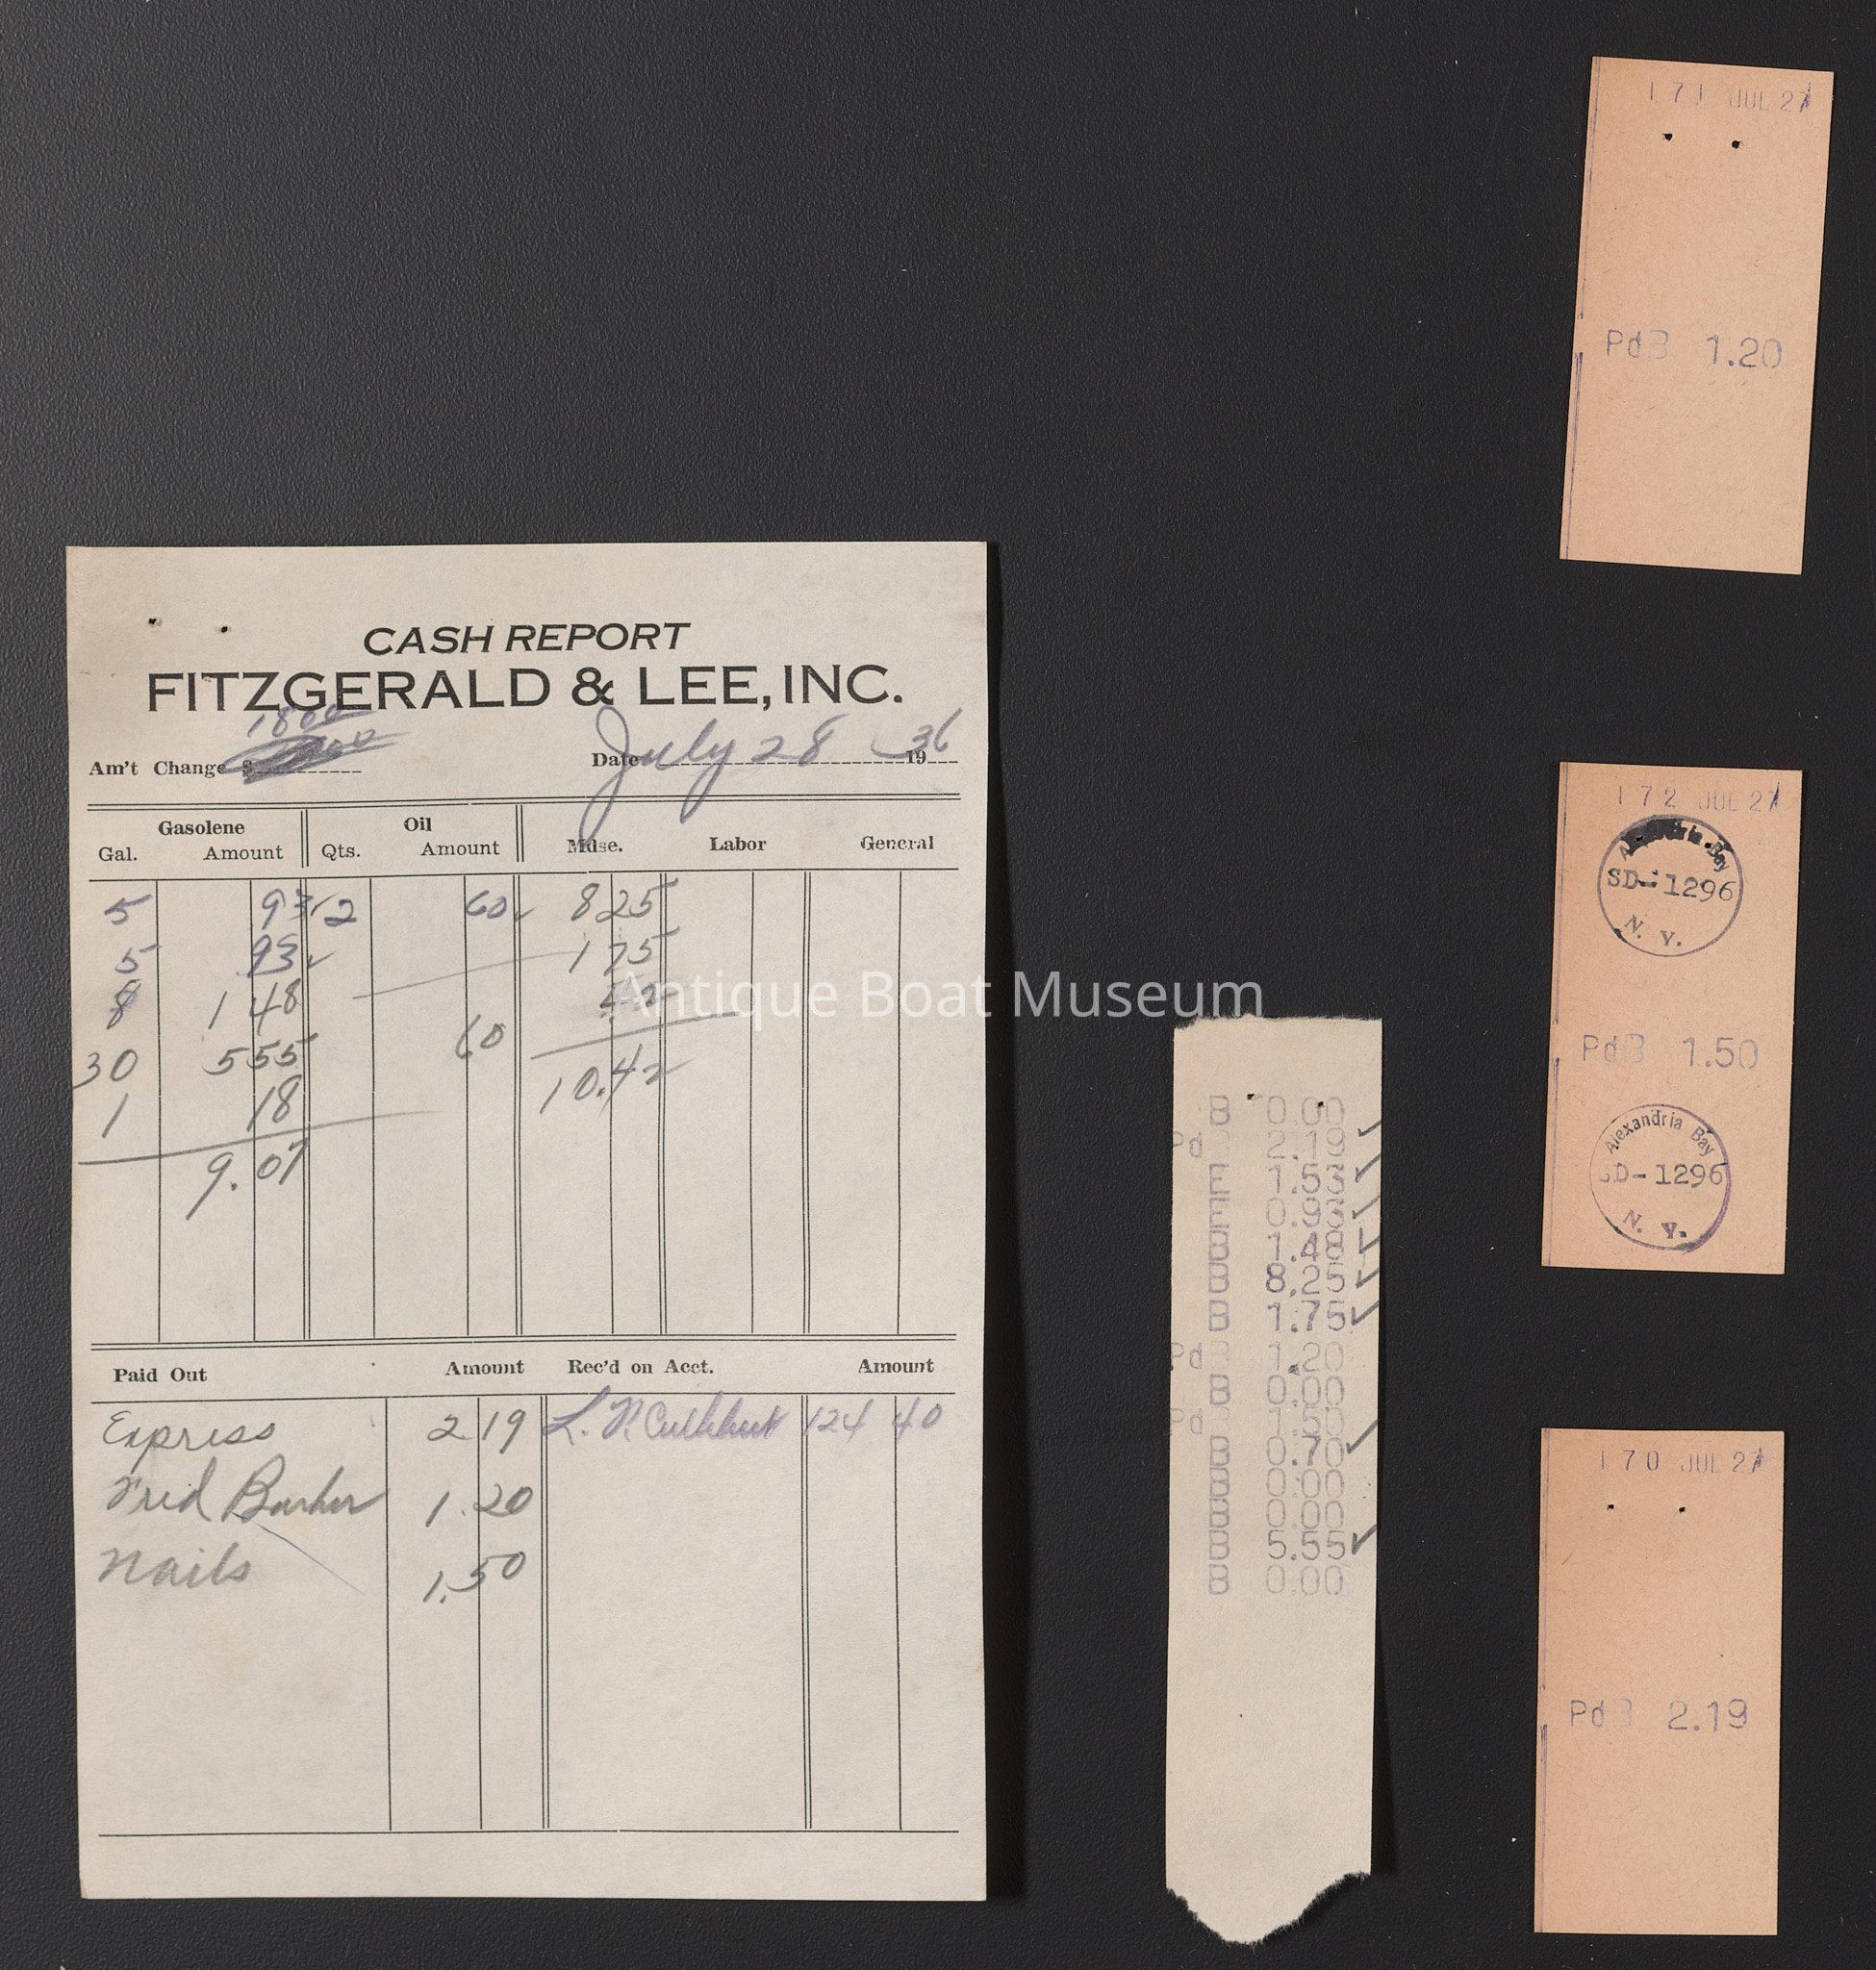 CASH REPORT
FITZGERALD & LEE, INC.
1800
Am't Change $
Date July 28 1936
Gasolene Oil
Gal. Amount Qts. Amount Mdse. Labor General
5 93 2 60 8 25
5 93 1 75
8 1 48 42
30 5 55 60 10.42
1 18
9.07
Paid Out Amount Rec'd on Acct. Amount
Express 2 19 L. 124 40
Fred Barker 1.20
Nails 1.50
Antique Boat Museum
B 0.00
Pd 2.19
E 1.53
E 0.93
B 1.48
B 8.25
B 1.75
Pd 1.20
B 0.00
Pd 1.50
B 0.70
B 0.00
B 0.00
B 5.55
B 0.00
171 JUL 27
PdB 1.20
172 JUL 27
Alexandria Bay
SD-1296
N. Y.
PdB 1.50
Alexandria Bay
SD-1296
N. Y.
170 JUL 27
PdB 2.19